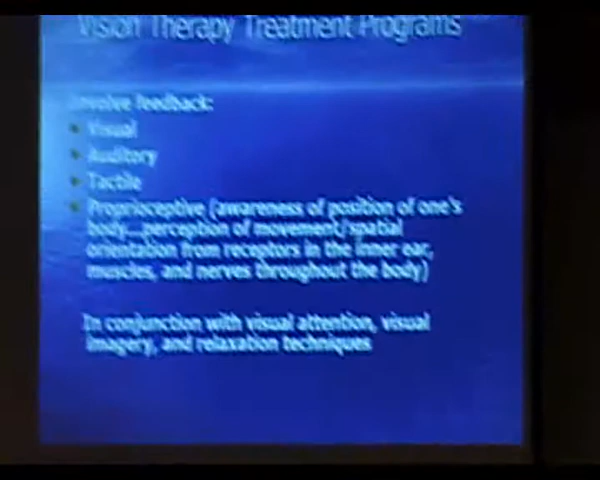 Vision Therapy Treatment Programs
Involve feedback:
Visual
Auditory
Tactile
Proprioceptive (awareness of position of one's
body...perception of movement/spatial
orientation from receptors in the inner ear,
muscles, and nerves throughout the body)
In conjunction with visual attention, visual
imagery, and relaxation techniques